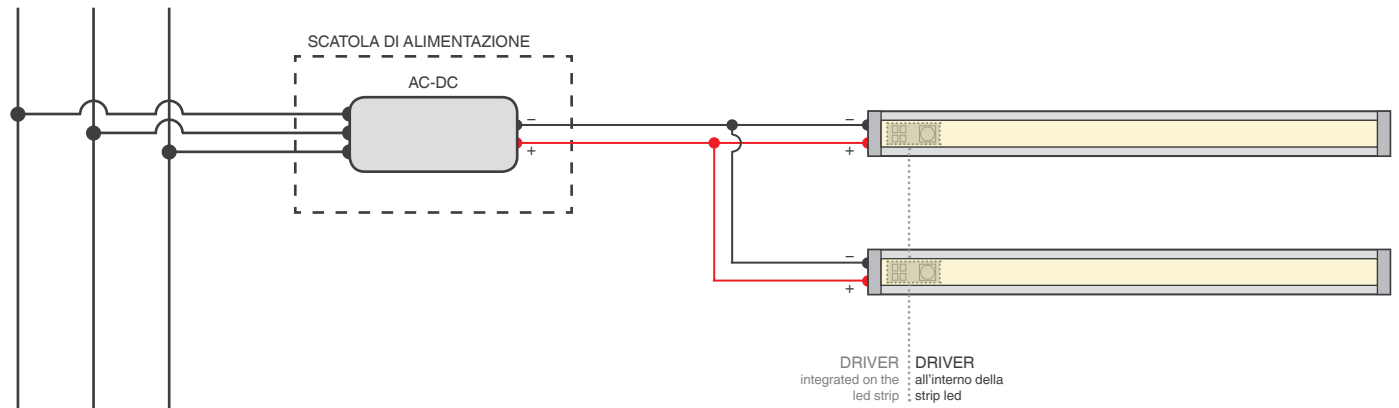 SCATOLA DI ALIMENTAZIONE
AC-DC
−
+
−
+
−
+
DRIVER
integrated on the
led strip
DRIVER
all’interno della
strip led